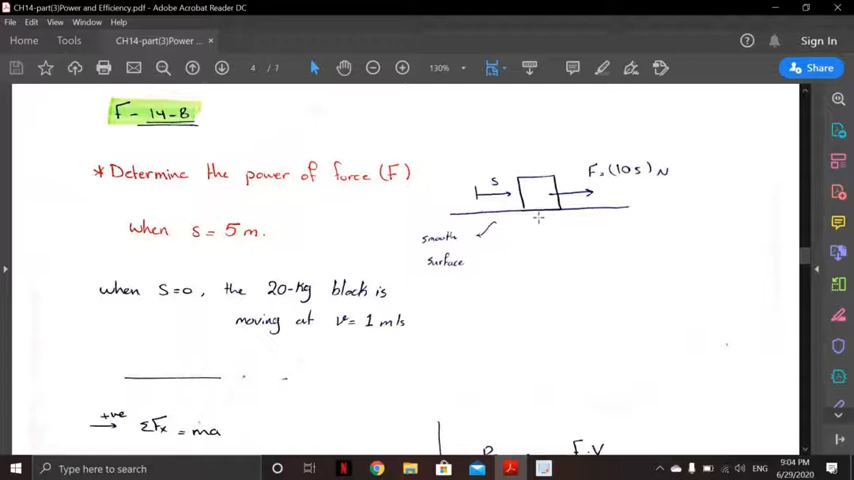 CH14-part(3)Power and Efficiency.pdf - Adobe Acrobat Reader DC
File Edit View Window Help
Home Tools CH14-part(3)Power ... × Sign In
4 / 7 130% Share
F - 14-8
*Determine the power of force (F)
when s = 5 m.
when S=0, the 20-kg block is
moving at v= 1 m/s
s
F=(10s) N
smooth
surface
+ve
ΣFx = ma
F.V
Type here to search
ENG
9:04 PM
6/29/2020